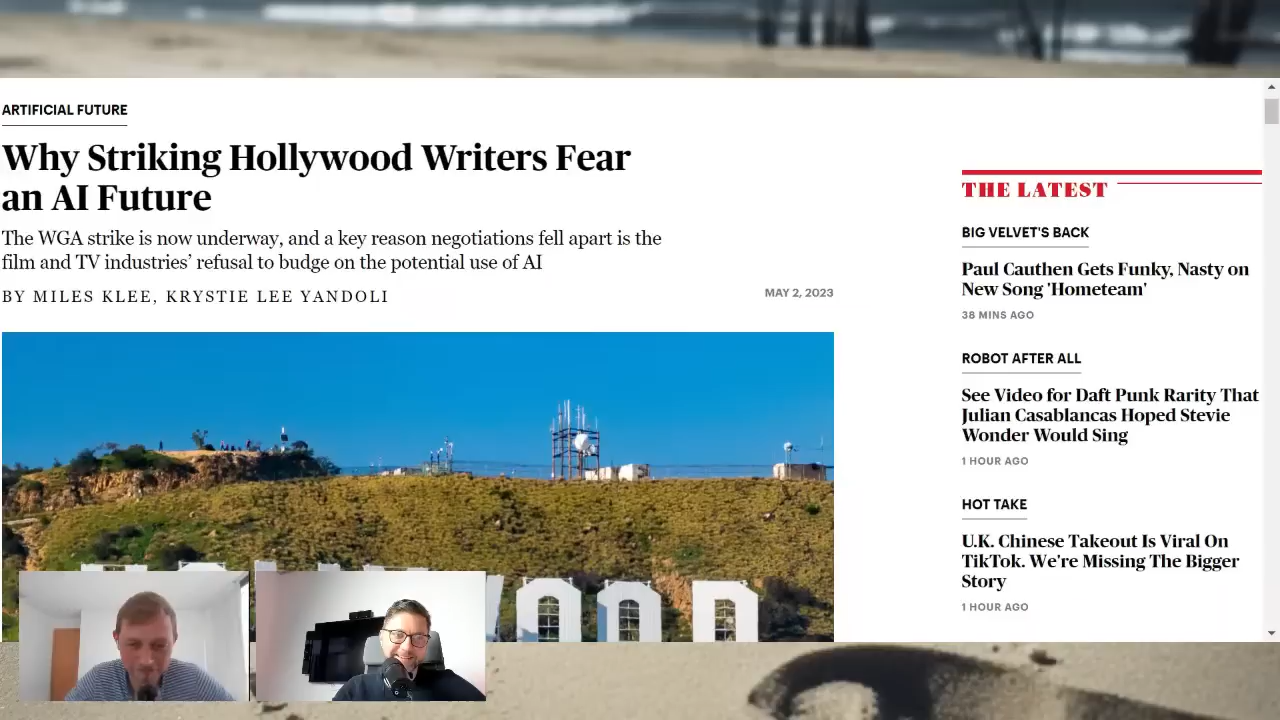 ARTIFICIAL FUTURE
Why Striking Hollywood Writers Fear
an AI Future
The WGA strike is now underway, and a key reason negotiations fell apart is the
film and TV industries’ refusal to budge on the potential use of AI
BY MILES KLEE, KRYSTIE LEE YANDOLI
MAY 2, 2023
THE LATEST
BIG VELVET'S BACK
Paul Cauthen Gets Funky, Nasty on
New Song 'Hometeam'
38 MINS AGO
ROBOT AFTER ALL
See Video for Daft Punk Rarity That
Julian Casablancas Hoped Stevie
Wonder Would Sing
1 HOUR AGO
HOT TAKE
U.K. Chinese Takeout Is Viral On
TikTok. We're Missing The Bigger
Story
1 HOUR AGO